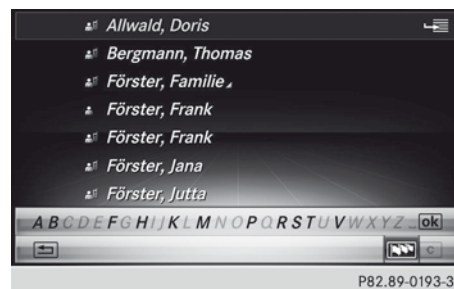 Allwald, Doris
Bergmann, Thomas
Förster, Familie
Förster, Frank
Förster, Frank
Förster, Jana
Förster, Jutta
ABCDEFGHIJKLMNOPQRSTUVWXYZ_ ok
C
P82.89-0193-31